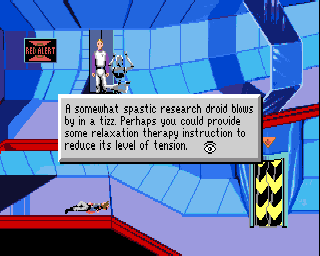 RED ALERT
A somewhat spastic research droid blows
by in a tizz. Perhaps you could provide
some relaxation therapy instruction to
reduce its level of tension.